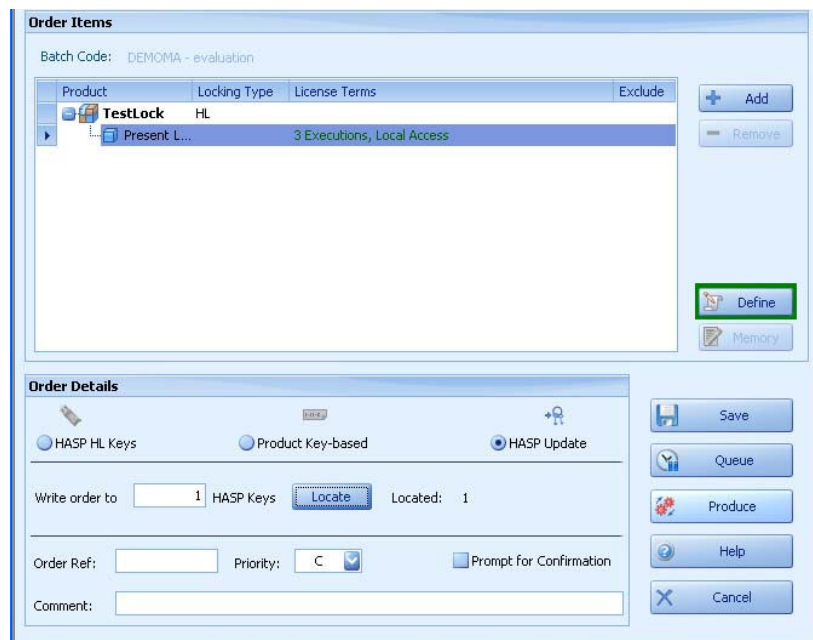 Order Items
Batch Code: DEMOMA - evaluation
Product Locking Type License Terms Exclude
TestLock HL
Present L... 3 Executions, Local Access
Add
Remove
Define
Memory
Order Details
HASP HL Keys Product Key-based HASP Update
Write order to 1 HASP Keys Locate Located: 1
Order Ref: Priority: C Prompt for Confirmation
Comment:
Save
Queue
Produce
Help
Cancel